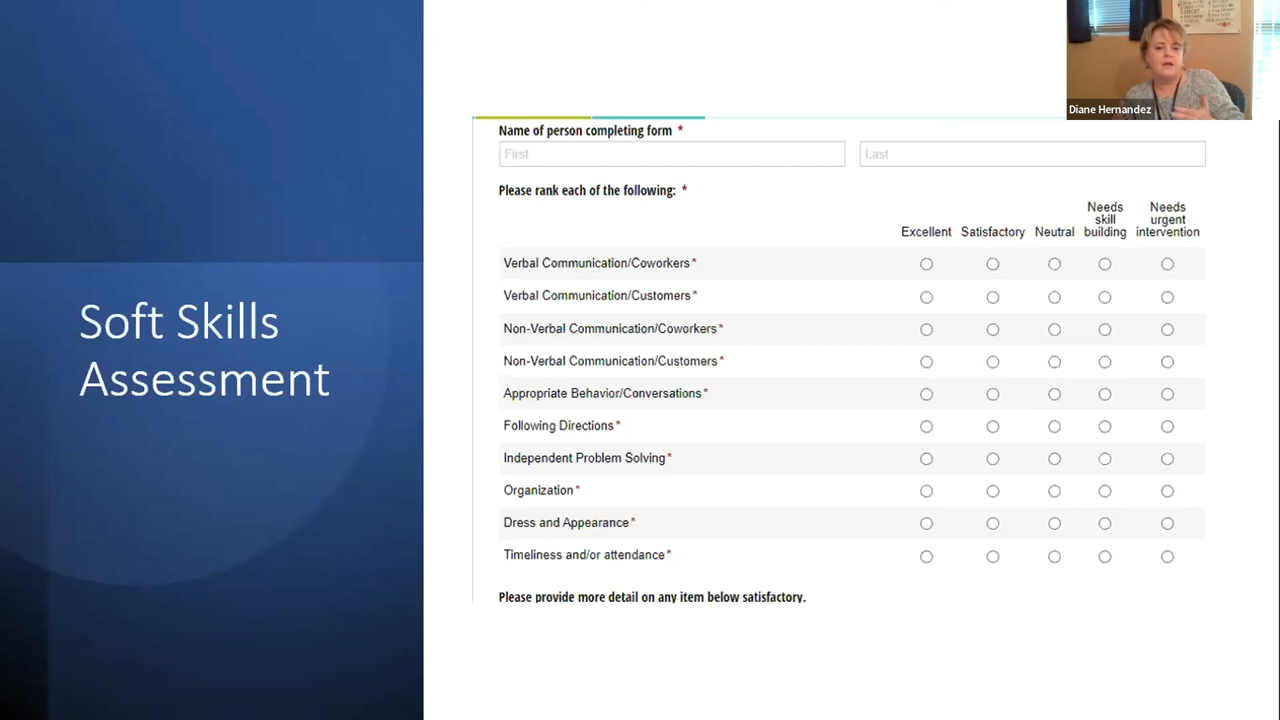 Diane Hernandez
Soft Skills
Assessment
Name of person completing form *
First
Last
Please rank each of the following: *
Excellent
Satisfactory
Neutral
Needs
skill
building
Needs
urgent
intervention
Verbal Communication/Coworkers*
Verbal Communication/Customers*
Non-Verbal Communication/Coworkers*
Non-Verbal Communication/Customers*
Appropriate Behavior/Conversations*
Following Directions*
Independent Problem Solving*
Organization*
Dress and Appearance*
Timeliness and/or attendance*
Please provide more detail on any item below satisfactory.